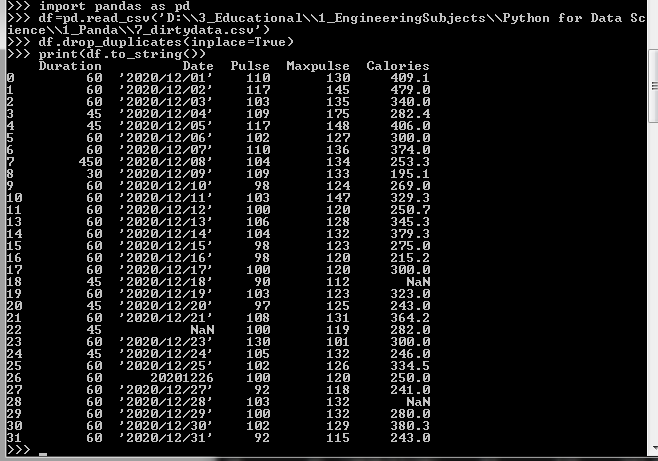 >>> import pandas as pd
>>> df=pd.read_csv('D:\\3_Educational\\1_EngineeringSubjects\\Python for Data Sc
ience\\1_Panda\\7_dirtydata.csv')
>>> df.drop_duplicates(inplace=True)
>>> print(df.to_string())
    Duration          Date  Pulse  Maxpulse  Calories
0         60  '2020/12/01'    110       130     409.1
1         60  '2020/12/02'    117       145     479.0
2         60  '2020/12/03'    103       135     340.0
3         45  '2020/12/04'    109       175     282.4
4         45  '2020/12/05'    117       148     406.0
5         60  '2020/12/06'    102       127     300.0
6         60  '2020/12/07'    110       136     374.0
7        450  '2020/12/08'    104       134     253.3
8         30  '2020/12/09'    109       133     195.1
9         60  '2020/12/10'     98       124     269.0
10        60  '2020/12/11'    103       147     329.3
11        60  '2020/12/12'    100       120     250.7
13        60  '2020/12/13'    106       128     345.3
14        60  '2020/12/14'    104       132     379.3
15        60  '2020/12/15'     98       123     275.0
16        60  '2020/12/16'     98       120     215.2
17        60  '2020/12/17'    100       120     300.0
18        45  '2020/12/18'     90       112       NaN
19        60  '2020/12/19'    103       123     323.0
20        45  '2020/12/20'     97       125     243.0
21        60  '2020/12/21'    108       131     364.2
22        45           NaN    100       119     282.0
23        60  '2020/12/23'    130       101     300.0
24        45  '2020/12/24'    105       132     246.0
25        60  '2020/12/25'    102       126     334.5
26        60      20201226    100       120     250.0
27        60  '2020/12/27'     92       118     241.0
28        60  '2020/12/28'    103       132       NaN
29        60  '2020/12/29'    100       132     280.0
30        60  '2020/12/30'    102       129     380.3
31        60  '2020/12/31'     92       115     243.0
>>> _